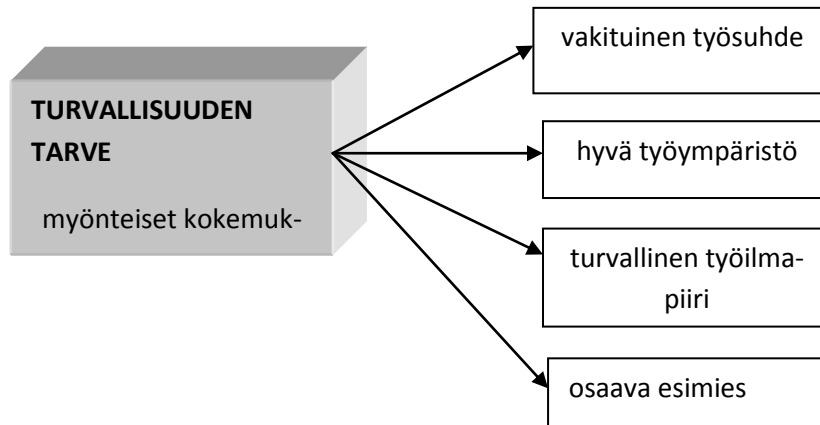 TURVALLISUUDEN
TARVE
myönteiset kokemuk-
vakituinen työsuhde
hyvä työympäristö
turvallinen työilma-
piiri
osaava esimies